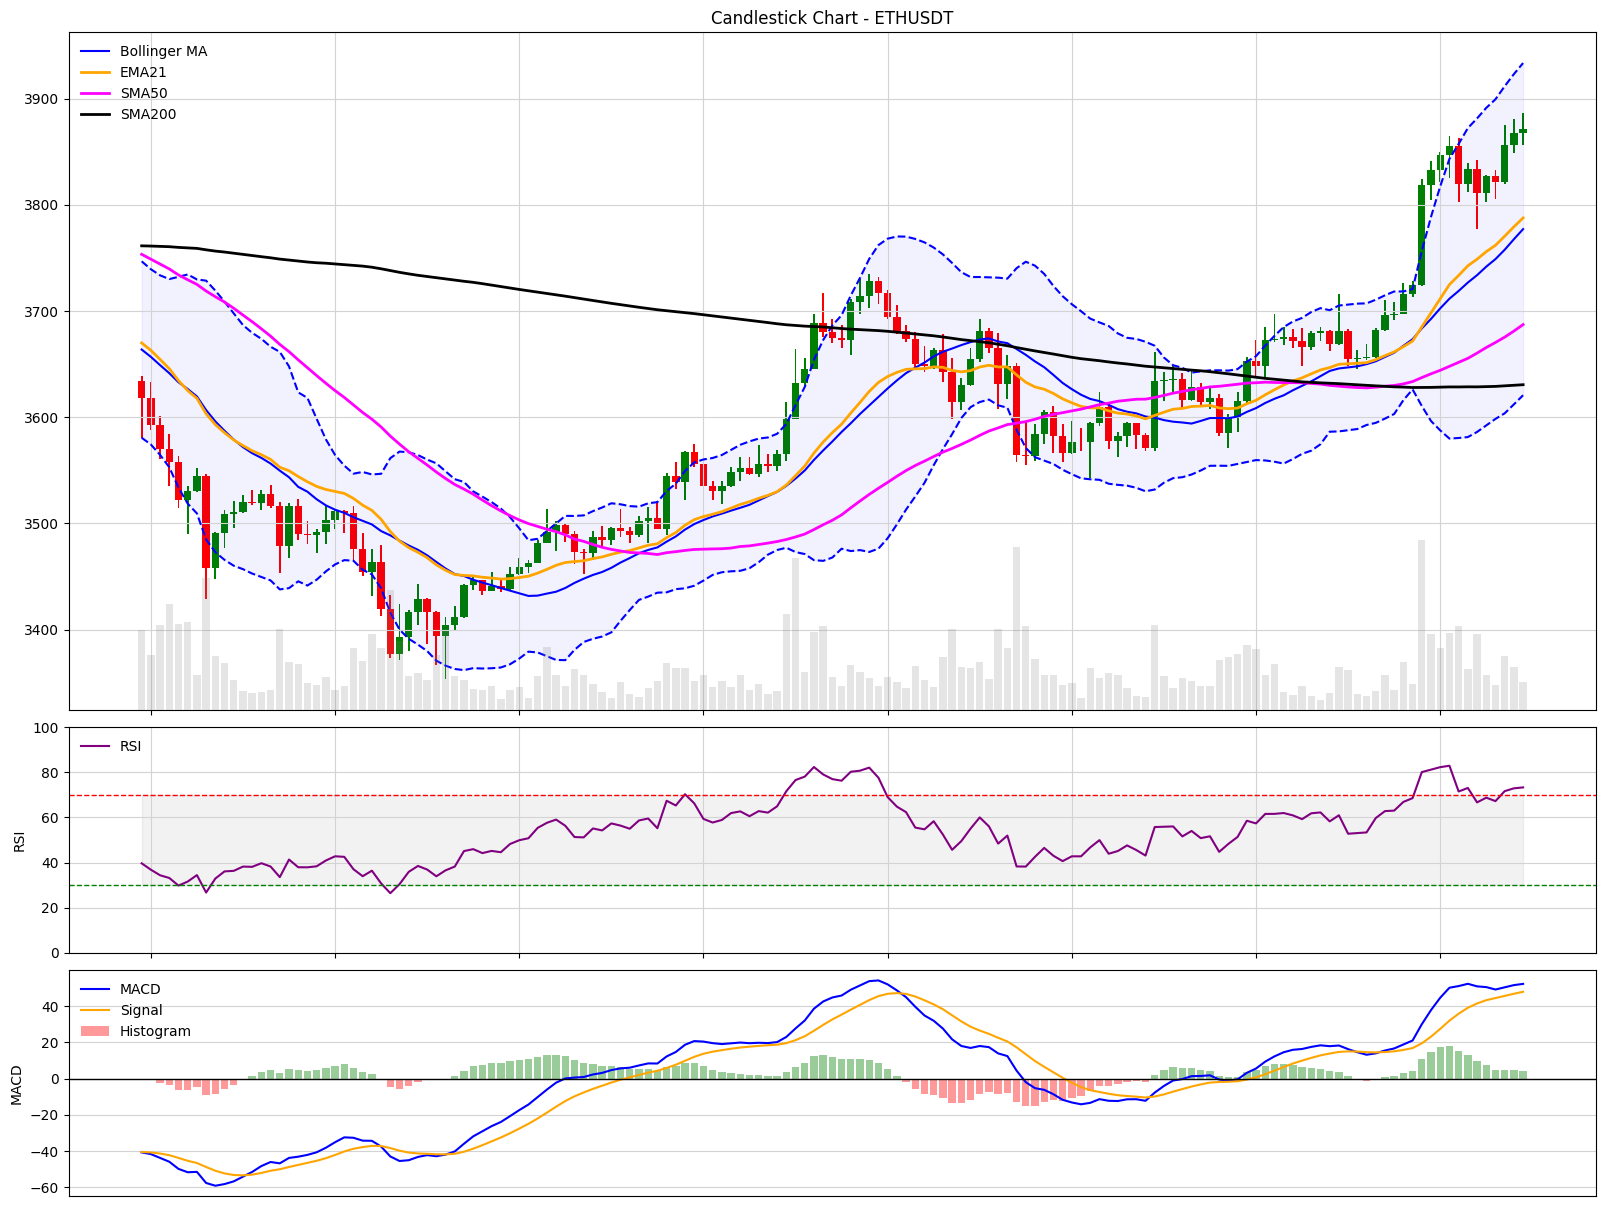 Candlestick Chart - ETHUSDT
Bollinger MA
EMA21
SMA50
SMA200
3900
3800
3700
3600
3500
3400
RSI
100
80
60
40
20
0
RSI
MACD
Signal
Histogram
40
20
0
−20
−40
−60
MACD